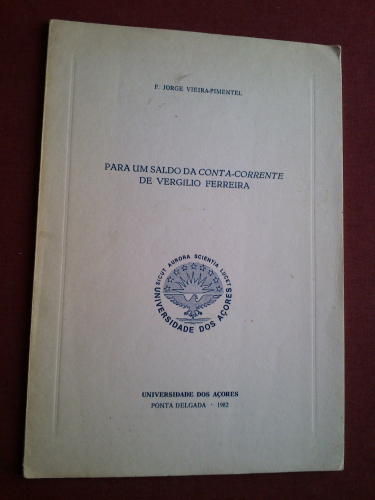 F. JORGE VIEIRA-PIMENTEL
PARA UM SALDO DA CONTA-CORRENTE
DE VERGÍLIO FERREIRA
SICUT AURORA SCIENTIA LUCET
UNIVERSIDADE DOS AÇORES
UNIVERSIDADE DOS AÇORES
PONTA DELGADA · 1982